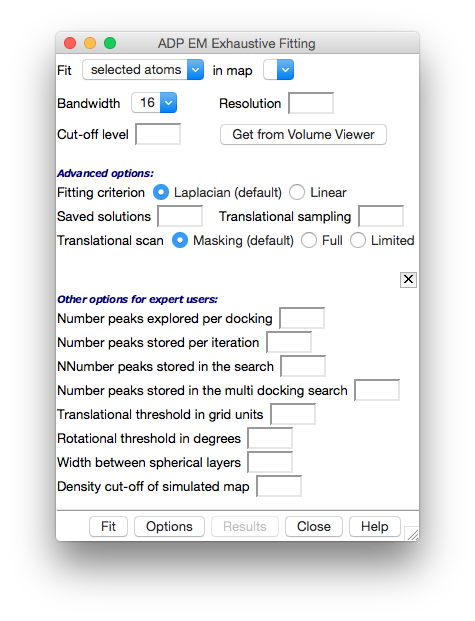 ADP EM Exhaustive Fitting
Fit selected atoms in map
Bandwidth 16 Resolution
Cut-off level Get from Volume Viewer
Advanced options:
Fitting criterion Laplacian (default) Linear
Saved solutions Translational sampling
Translational scan Masking (default) Full Limited
Other options for expert users:
Number peaks explored per docking
Number peaks stored per iteration
NNumber peaks stored in the search
Number peaks stored in the multi docking search
Translational threshold in grid units
Rotational threshold in degrees
Width between spherical layers
Density cut-off of simulated map
Fit Options Results Close Help